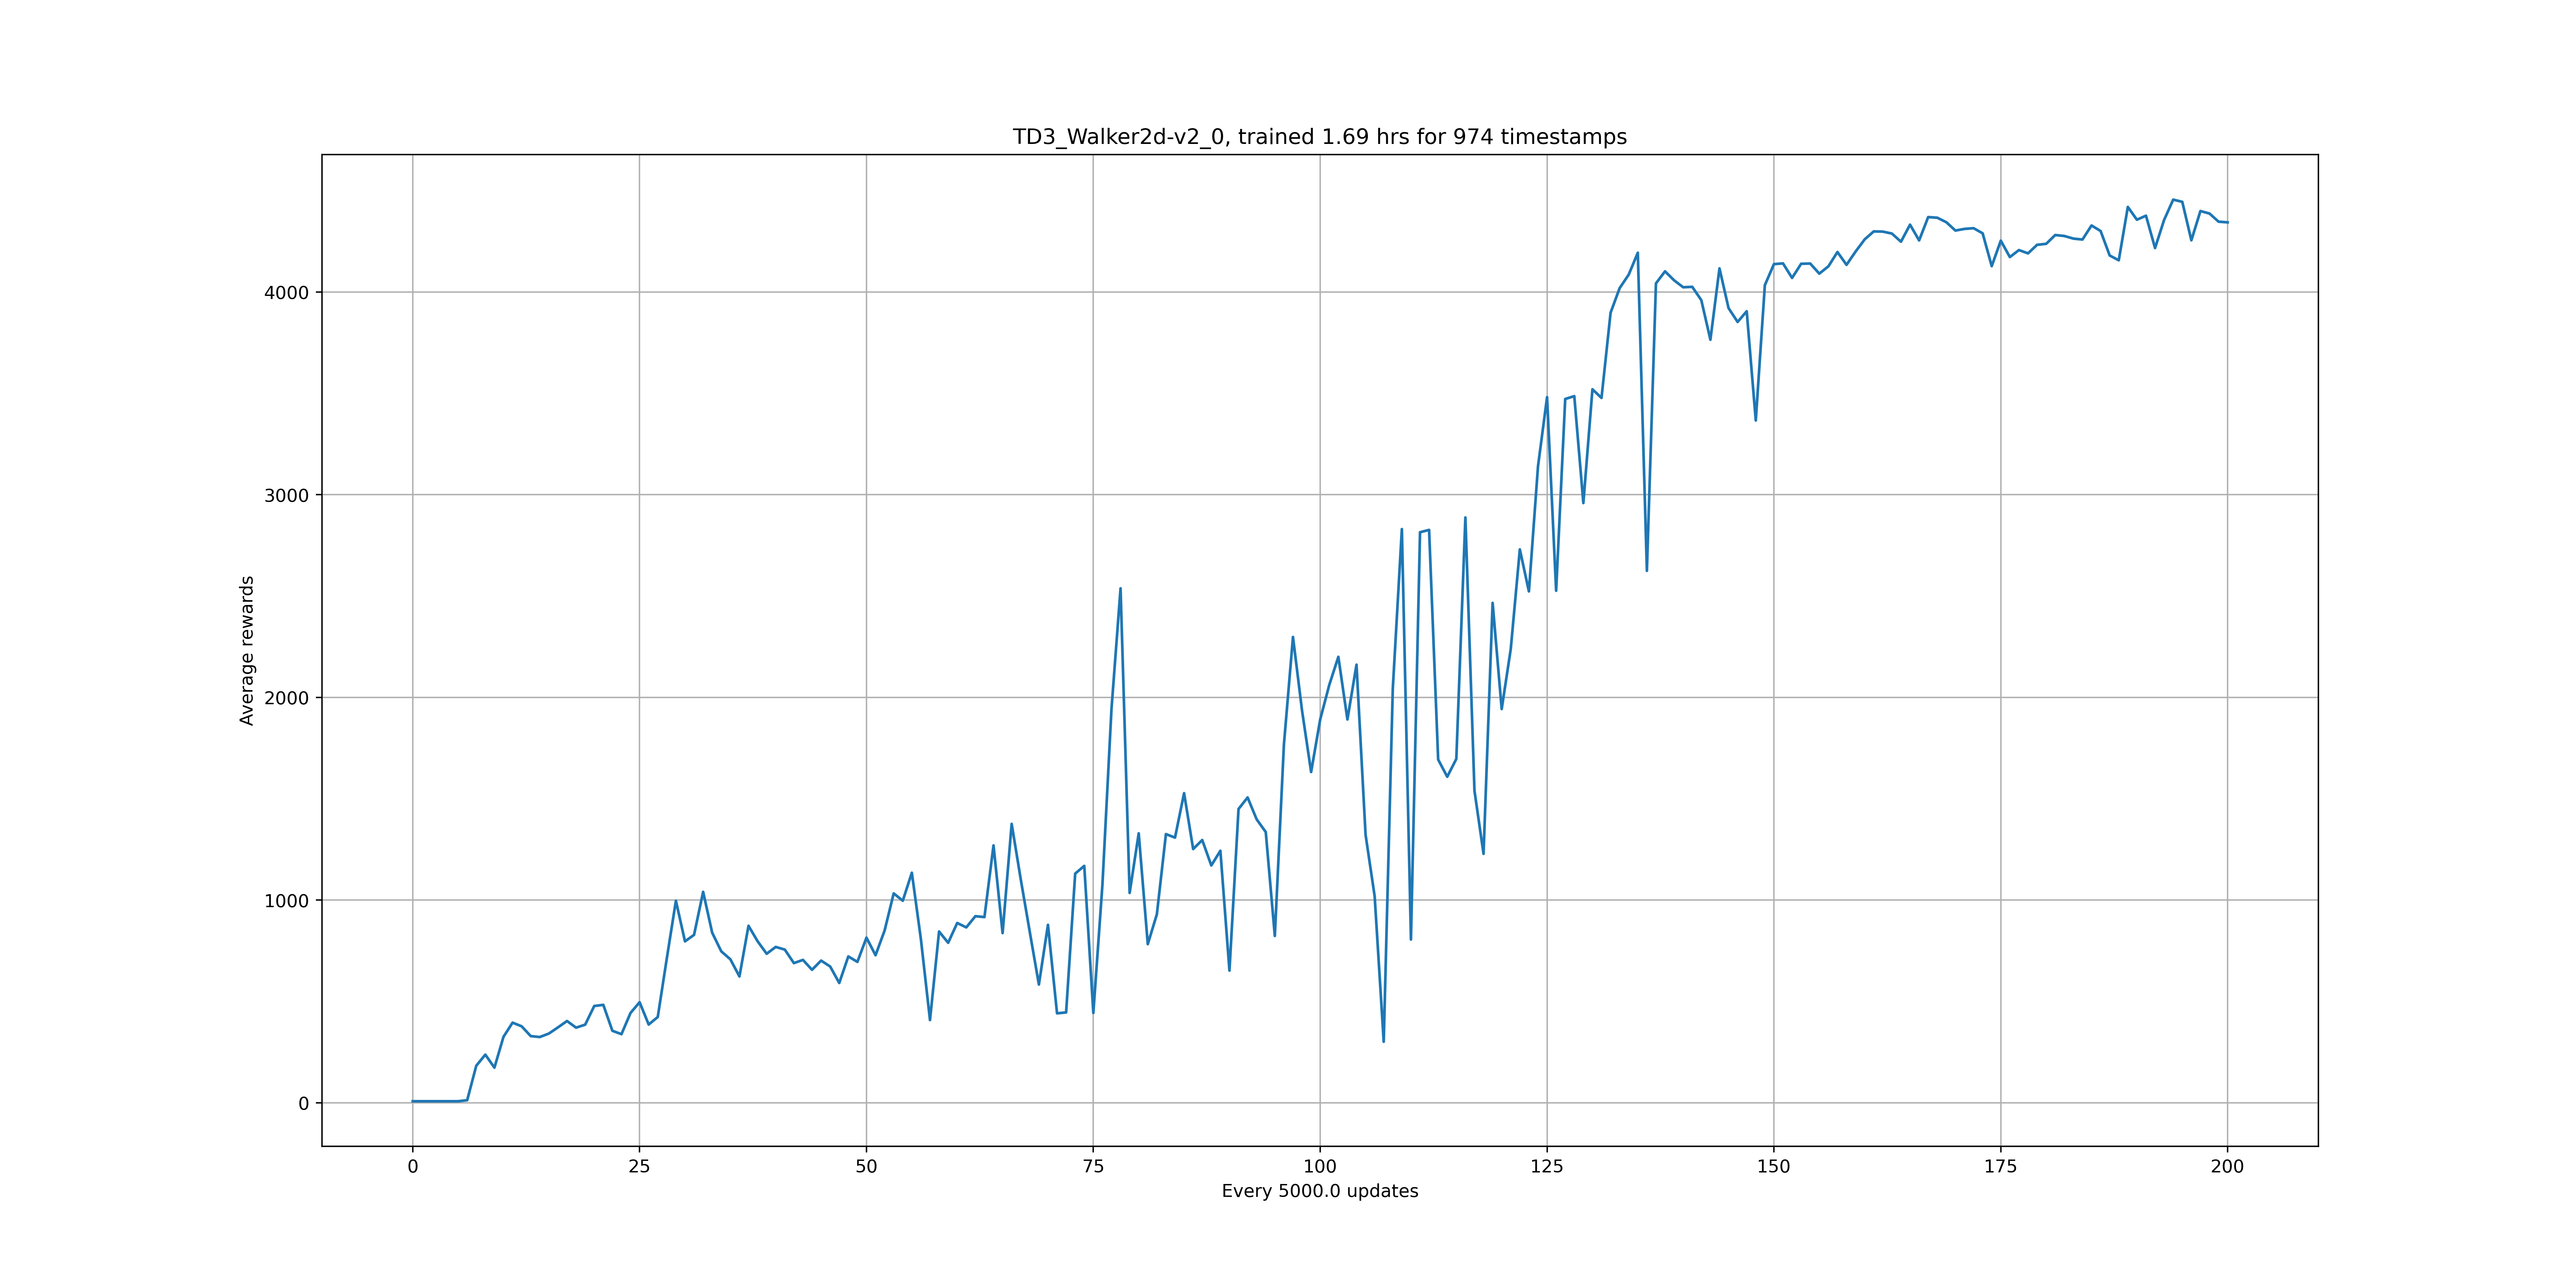 TD3_Walker2d-v2_0, trained 1.69 hrs for 974 timestamps
Average rewards
4000
3000
2000
1000
0
0 25 50 75 100 125 150 175 200
Every 5000.0 updates